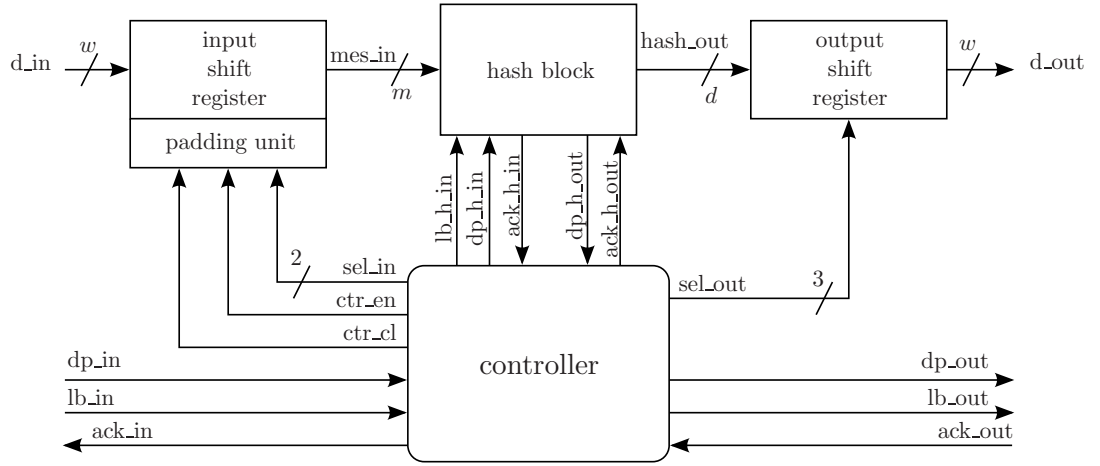 d_in
w
input
shift
register
padding unit
mes_in
m
hash block
hash_out
d
output
shift
register
w
d_out
lb_h_in
dp_h_in
ack_h_in
dp_h_out
ack_h_out
2
sel_in
ctr_en
ctr_cl
sel_out
3
controller
dp_in
lb_in
ack_in
dp_out
lb_out
ack_out